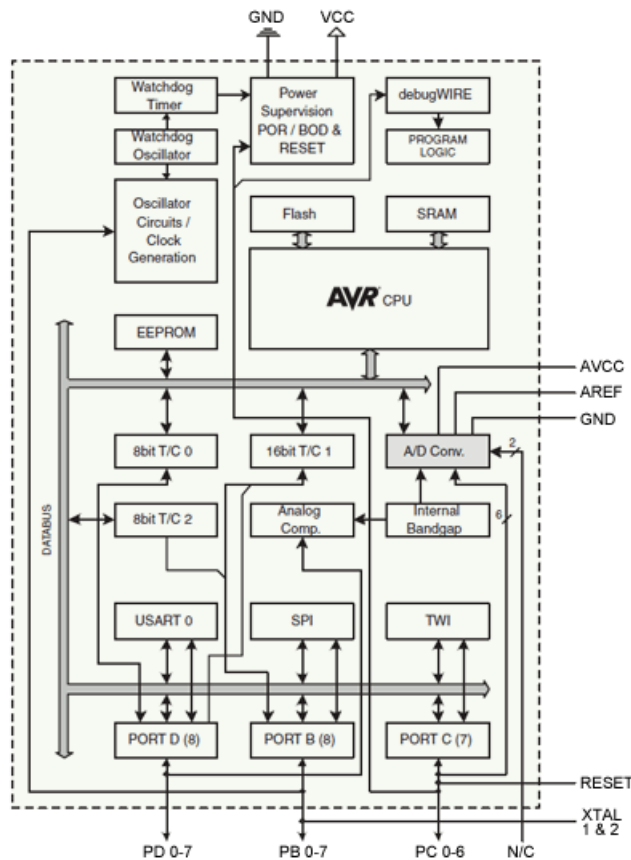 GND VCC
Watchdog
Timer
Power
Supervision
POR / BOD &
RESET
debugWIRE
Watchdog
Oscillator
PROGRAM
LOGIC
Oscillator
Circuits /
Clock
Generation
Flash
SRAM
AVR® CPU
EEPROM
AVCC
AREF
GND
8bit T/C 0
16bit T/C 1
A/D Conv.
2
8bit T/C 2
Analog
Comp.
Internal
Bandgap
6
DATABUS
USART 0
SPI
TWI
PORT D (8)
PORT B (8)
PORT C (7)
RESET
XTAL
1 & 2
PD 0-7
PB 0-7
PC 0-6
N/C